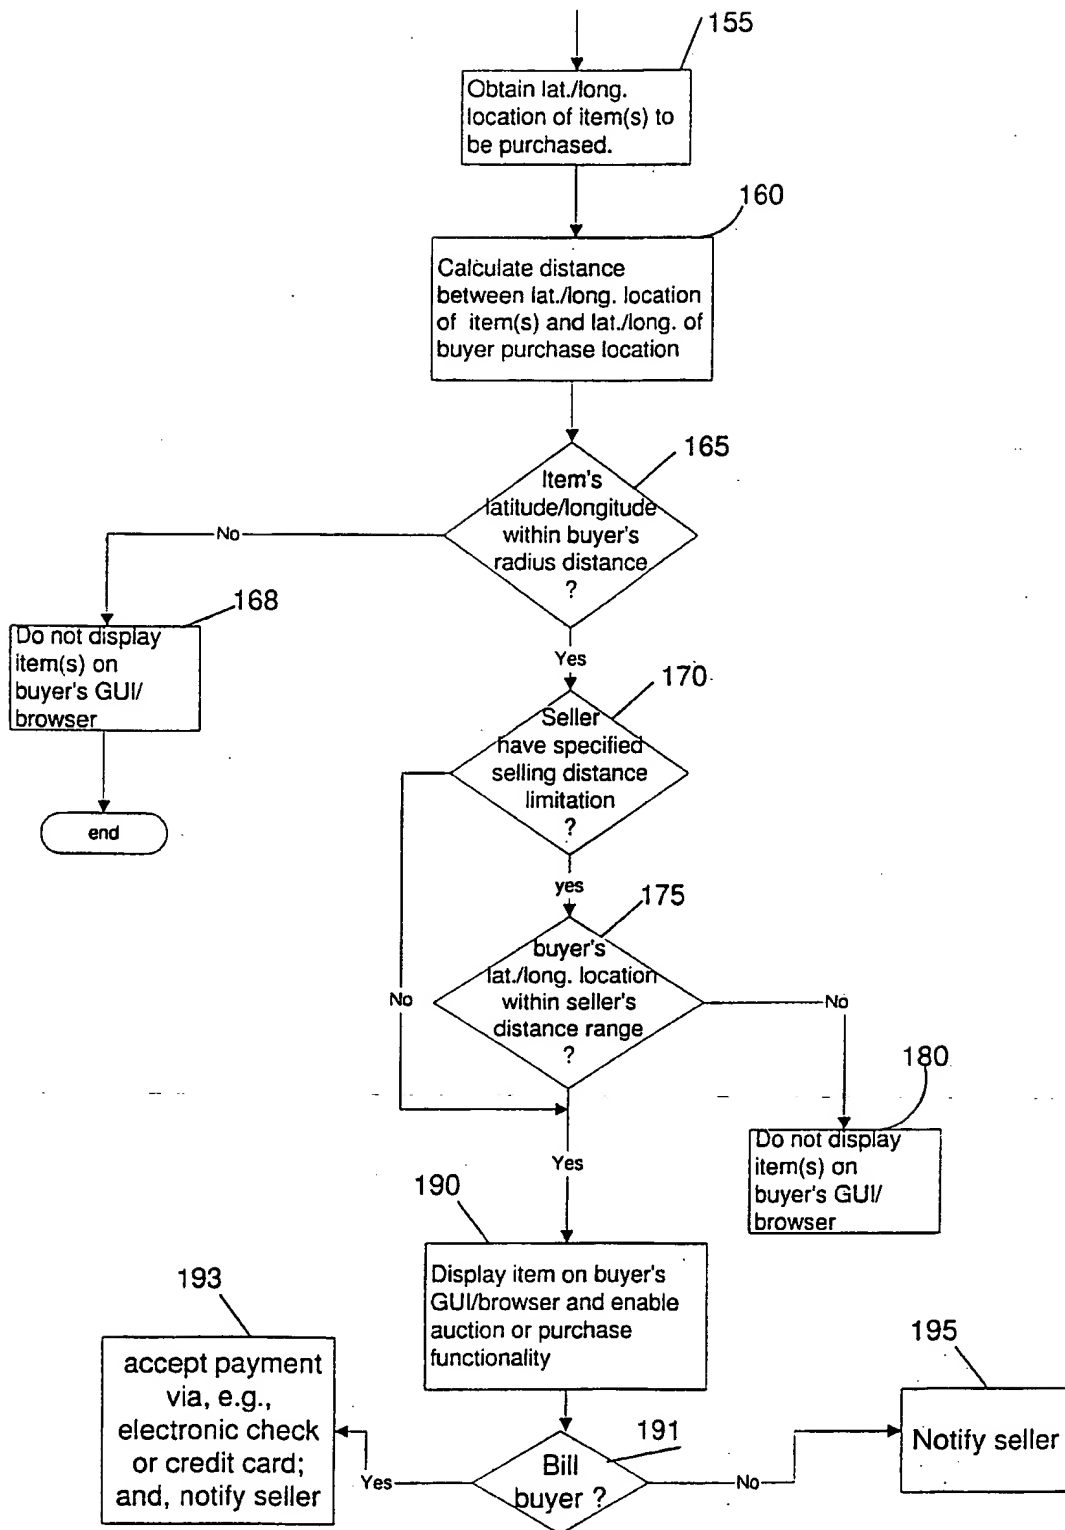 155
Obtain lat./long.
location of item(s) to
be purchased.
160
Calculate distance
between lat./long. location
of item(s) and lat./long. of
buyer purchase location
165
Item's
latitude/longitude
within buyer's
radius distance
?
No
168
Do not display
item(s) on
buyer's GUI/
browser
end
Yes
170
Seller
have specified
selling distance
limitation
?
yes
175
buyer's
lat./long. location
within seller's
distance range
?
No
No
180
Do not display
item(s) on
buyer's GUI/
browser
Yes
190
Display item on buyer's
GUI/browser and enable
auction or purchase
functionality
193
accept payment
via, e.g.,
electronic check
or credit card;
and, notify seller
191
Bill
buyer ?
Yes
No
195
Notify seller